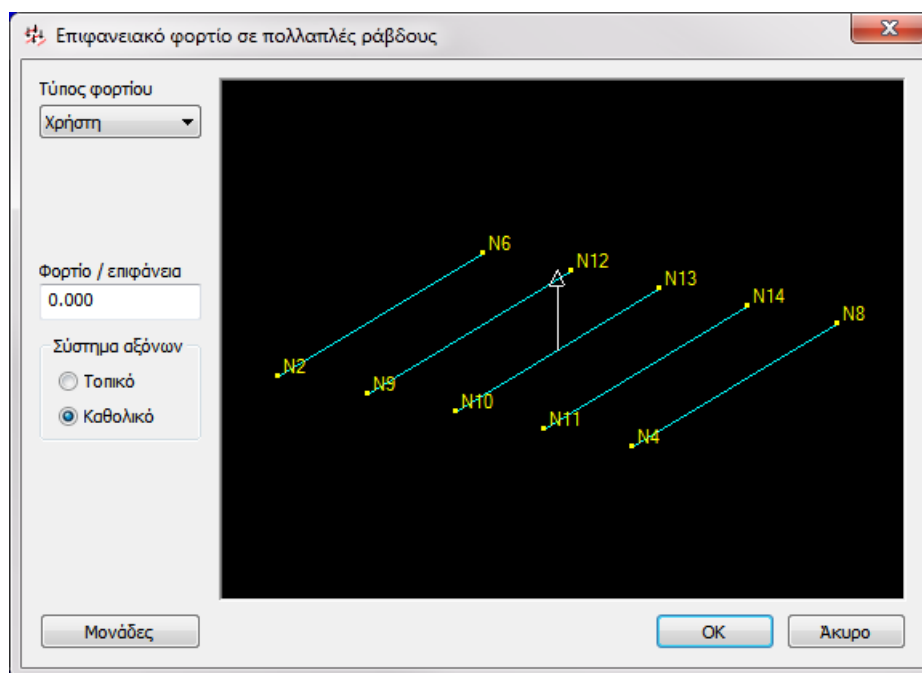 Επιφανειακό φορτίο σε πολλαπλές ράβδους
Τύπος φορτίου
Χρήστη
Φορτίο / επιφάνεια
0.000
Σύστημα αξόνων
Τοπικό
Καθολικό
N6
N12
N13
N14
N8
N2
N9
N10
N11
N4
Μονάδες
OK
Άκυρο